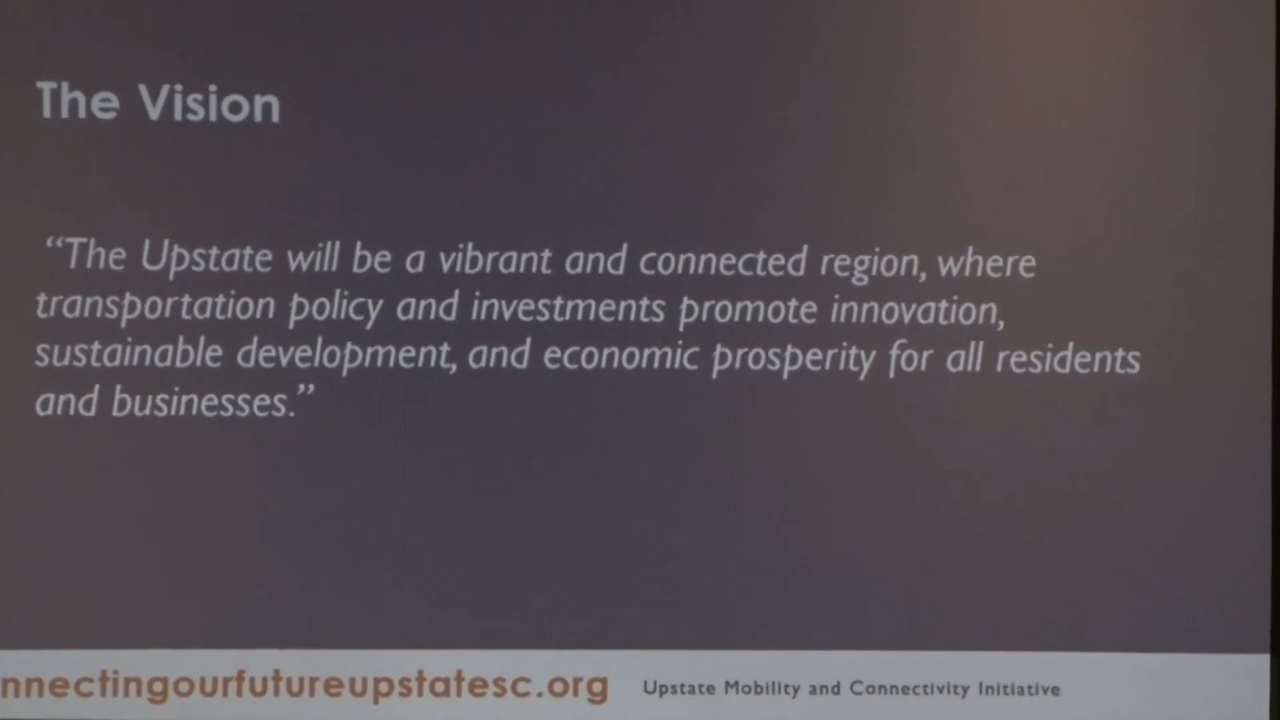 The Vision
“The Upstate will be a vibrant and connected region, where
transportation policy and investments promote innovation,
sustainable development, and economic prosperity for all residents
and businesses.”
nnectingourfutureupstatesc.org
Upstate Mobility and Connectivity Initiative